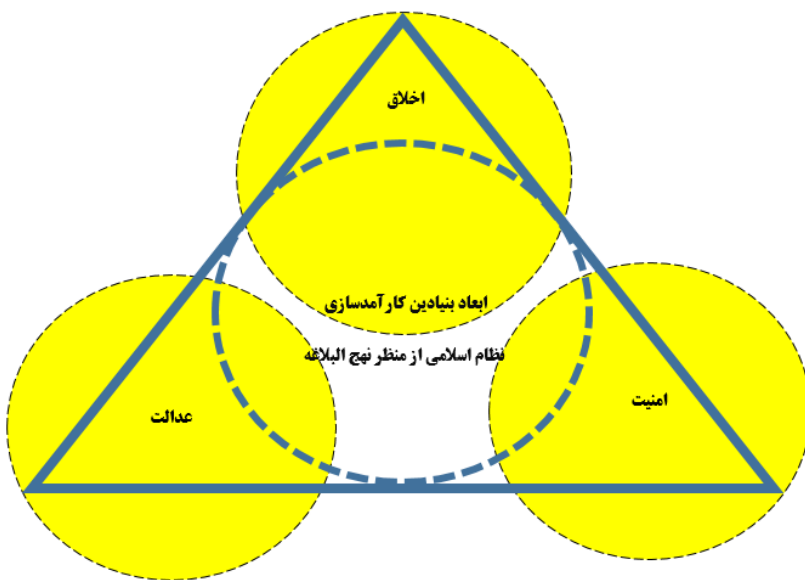 اخلاق
ابعاد بنیادین کارآمدسازی
نظام اسلامی از منظر نهج البلاغه
امنیت
عدالت